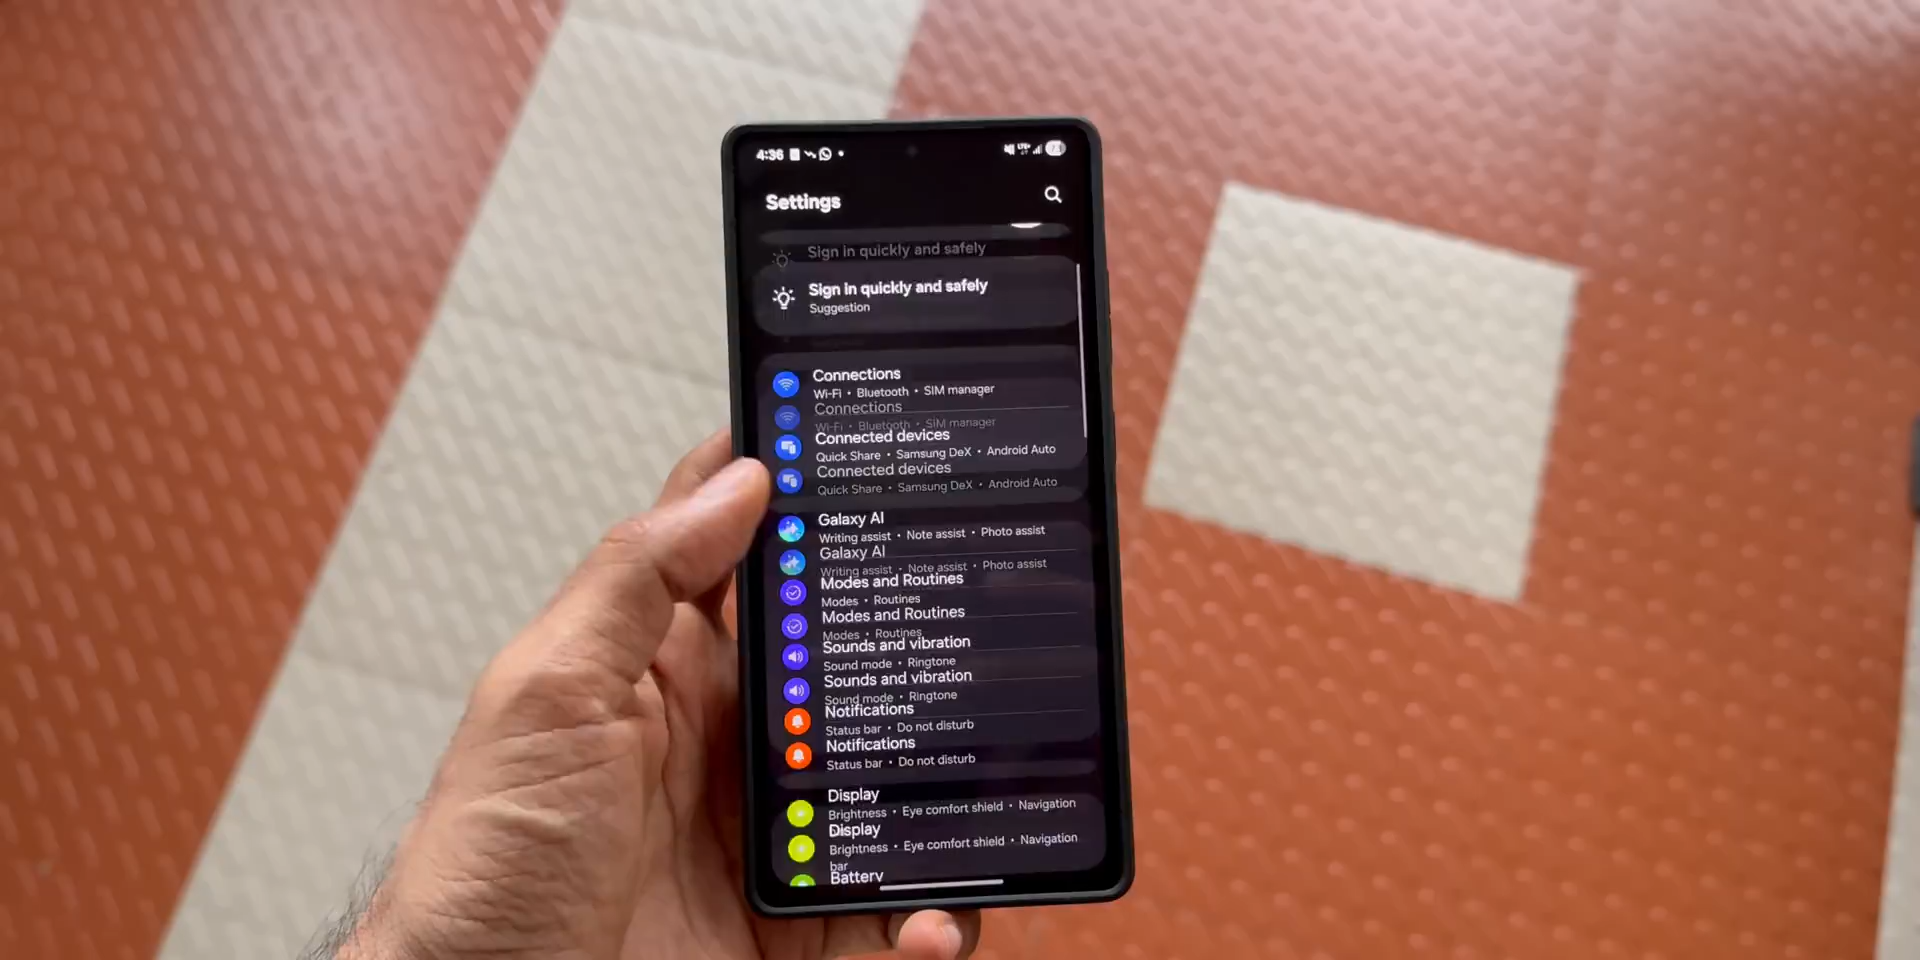 4:36
LTE+
Settings
Sign in quickly and safely
Sign in quickly and safely
Suggestion
Connections
Wi-Fi • Bluetooth • SIM manager
Connections
Wi-Fi • Bluetooth • SIM manager
Connected devices
Quick Share • Samsung DeX • Android Auto
Connected devices
Quick Share • Samsung DeX • Android Auto
Galaxy AI
Writing assist • Note assist • Photo assist
Galaxy AI
Writing assist • Note assist • Photo assist
Modes and Routines
Modes • Routines
Modes and Routines
Modes • Routines
Sounds and vibration
Sound mode • Ringtone
Sounds and vibration
Sound mode • Ringtone
Notifications
Status bar • Do not disturb
Notifications
Status bar • Do not disturb
Display
Brightness • Eye comfort shield • Navigation
Display
Brightness • Eye comfort shield • Navigation
bar
Battery